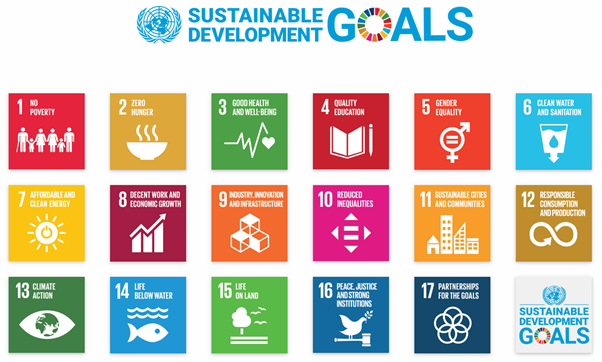 SUSTAINABLE
DEVELOPMENT
GOALS
1 NO
POVERTY
2 ZERO
HUNGER
3 GOOD HEALTH
AND WELL-BEING
4 QUALITY
EDUCATION
5 GENDER
EQUALITY
6 CLEAN WATER
AND SANITATION
7 AFFORDABLE AND
CLEAN ENERGY
8 DECENT WORK AND
ECONOMIC GROWTH
9 INDUSTRY, INNOVATION
AND INFRASTRUCTURE
10 REDUCED
INEQUALITIES
11 SUSTAINABLE CITIES
AND COMMUNITIES
12 RESPONSIBLE
CONSUMPTION
AND PRODUCTION
13 CLIMATE
ACTION
14 LIFE
BELOW WATER
15 LIFE
ON LAND
16 PEACE, JUSTICE
AND STRONG
INSTITUTIONS
17 PARTNERSHIPS
FOR THE GOALS
SUSTAINABLE
DEVELOPMENT
GOALS